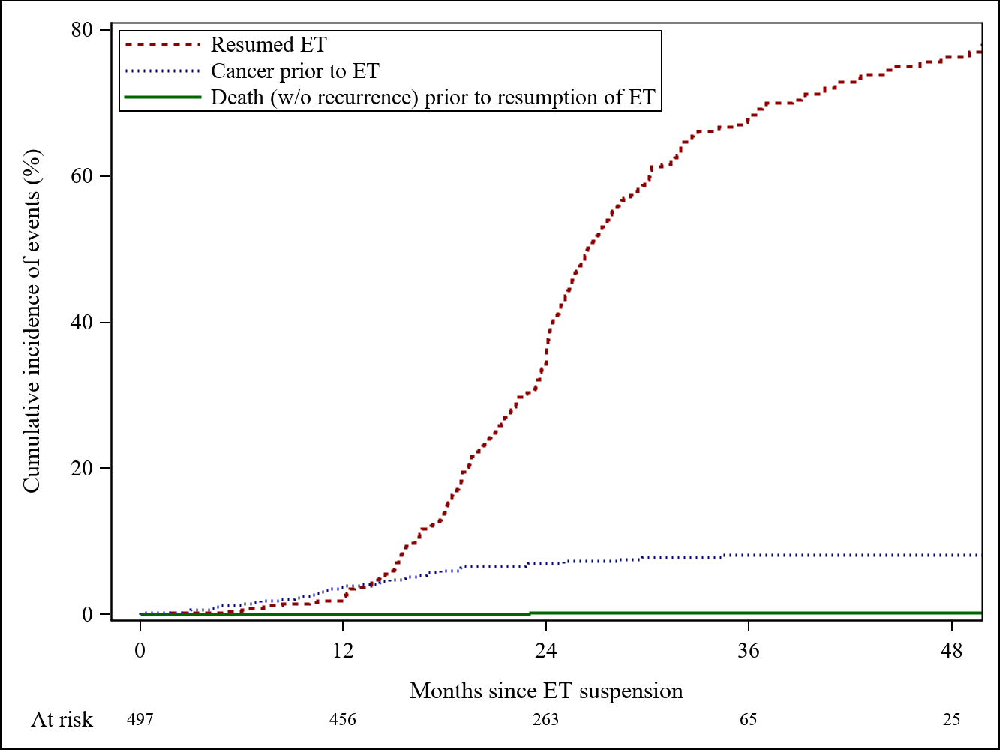 80
60
40
20
0
Cumulative incidence of events (%)
Resumed ET
Cancer prior to ET
Death (w/o recurrence) prior to resumption of ET
0 12 24 36 48
Months since ET suspension
At risk 497 456 263 65 25